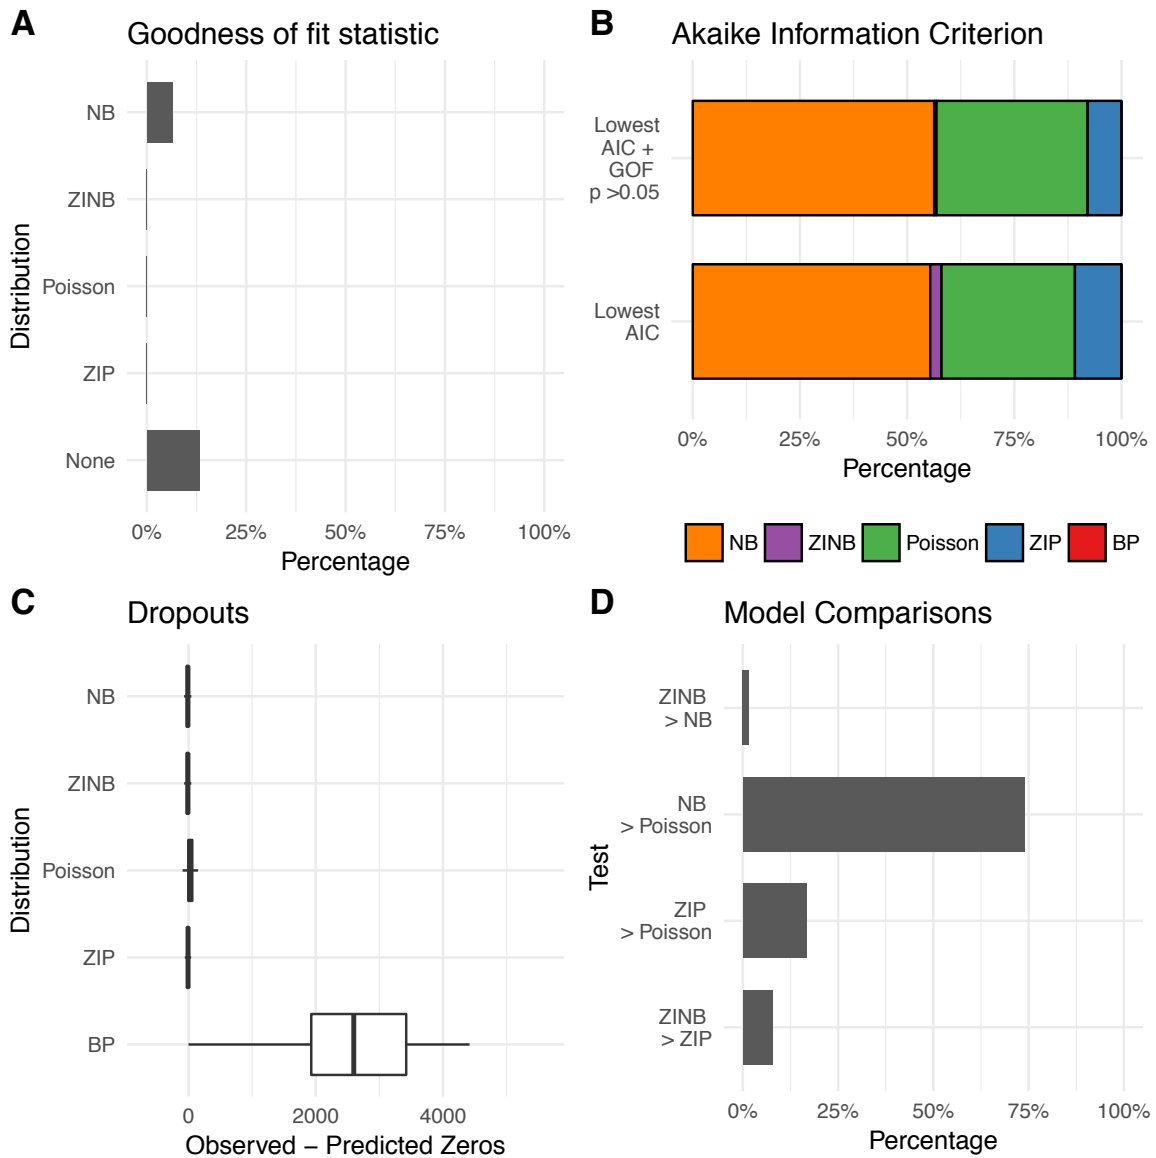 A
Goodness of fit statistic
Distribution
NB
ZINB
Poisson
ZIP
None
0% 25% 50% 75% 100%
Percentage
B
Akaike Information Criterion
Lowest
AIC +
GOF
p >0.05
Lowest
AIC
0% 25% 50% 75% 100%
Percentage
NB ZINB Poisson ZIP BP
C
Dropouts
Distribution
NB
ZINB
Poisson
ZIP
BP
0 2000 4000
Observed − Predicted Zeros
D
Model Comparisons
Test
ZINB
> NB
NB
> Poisson
ZIP
> Poisson
ZINB
> ZIP
0% 25% 50% 75% 100%
Percentage